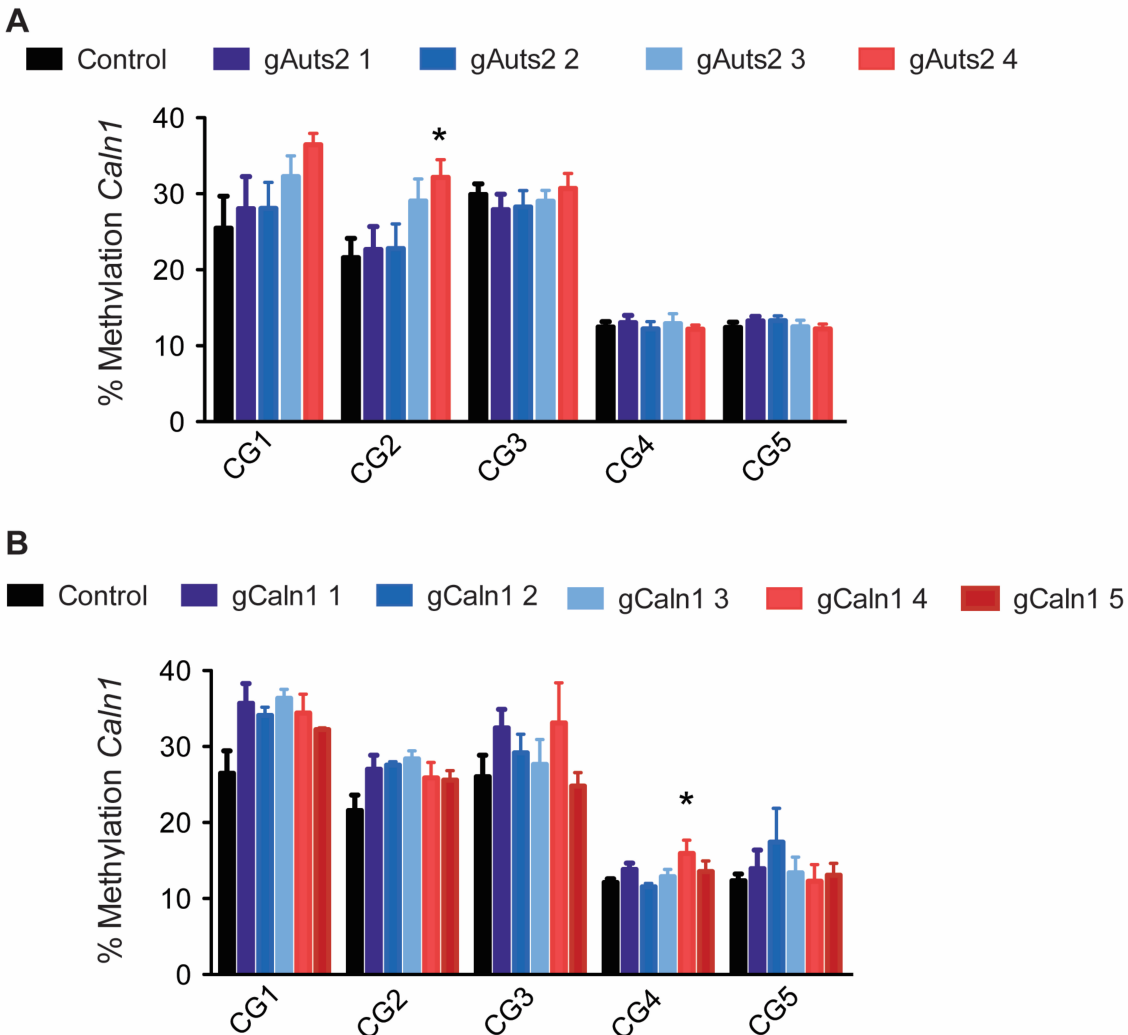 A
Control gAuts2 1 gAuts2 2 gAuts2 3 gAuts2 4
% Methylation Caln1
40
30
20
10
0
*
CG1 CG2 CG3 CG4 CG5
B
Control gCaln1 1 gCaln1 2 gCaln1 3 gCaln1 4 gCaln1 5
% Methylation Caln1
40
30
20
10
0
*
CG1 CG2 CG3 CG4 CG5